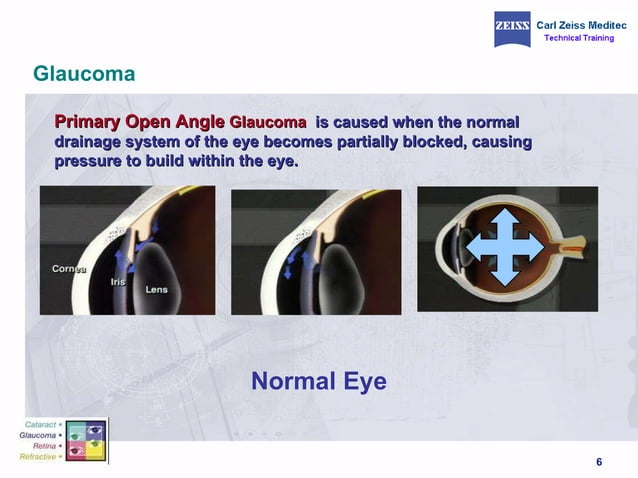 ZEISS
Carl Zeiss Meditec
Technical Training
Glaucoma
Primary Open Angle Glaucoma is caused when the normal
drainage system of the eye becomes partially blocked, causing
pressure to build within the eye.
Cornea
Iris
Lens
Normal Eye
Cataract •
Glaucoma •
Retina •
Refractive •
6